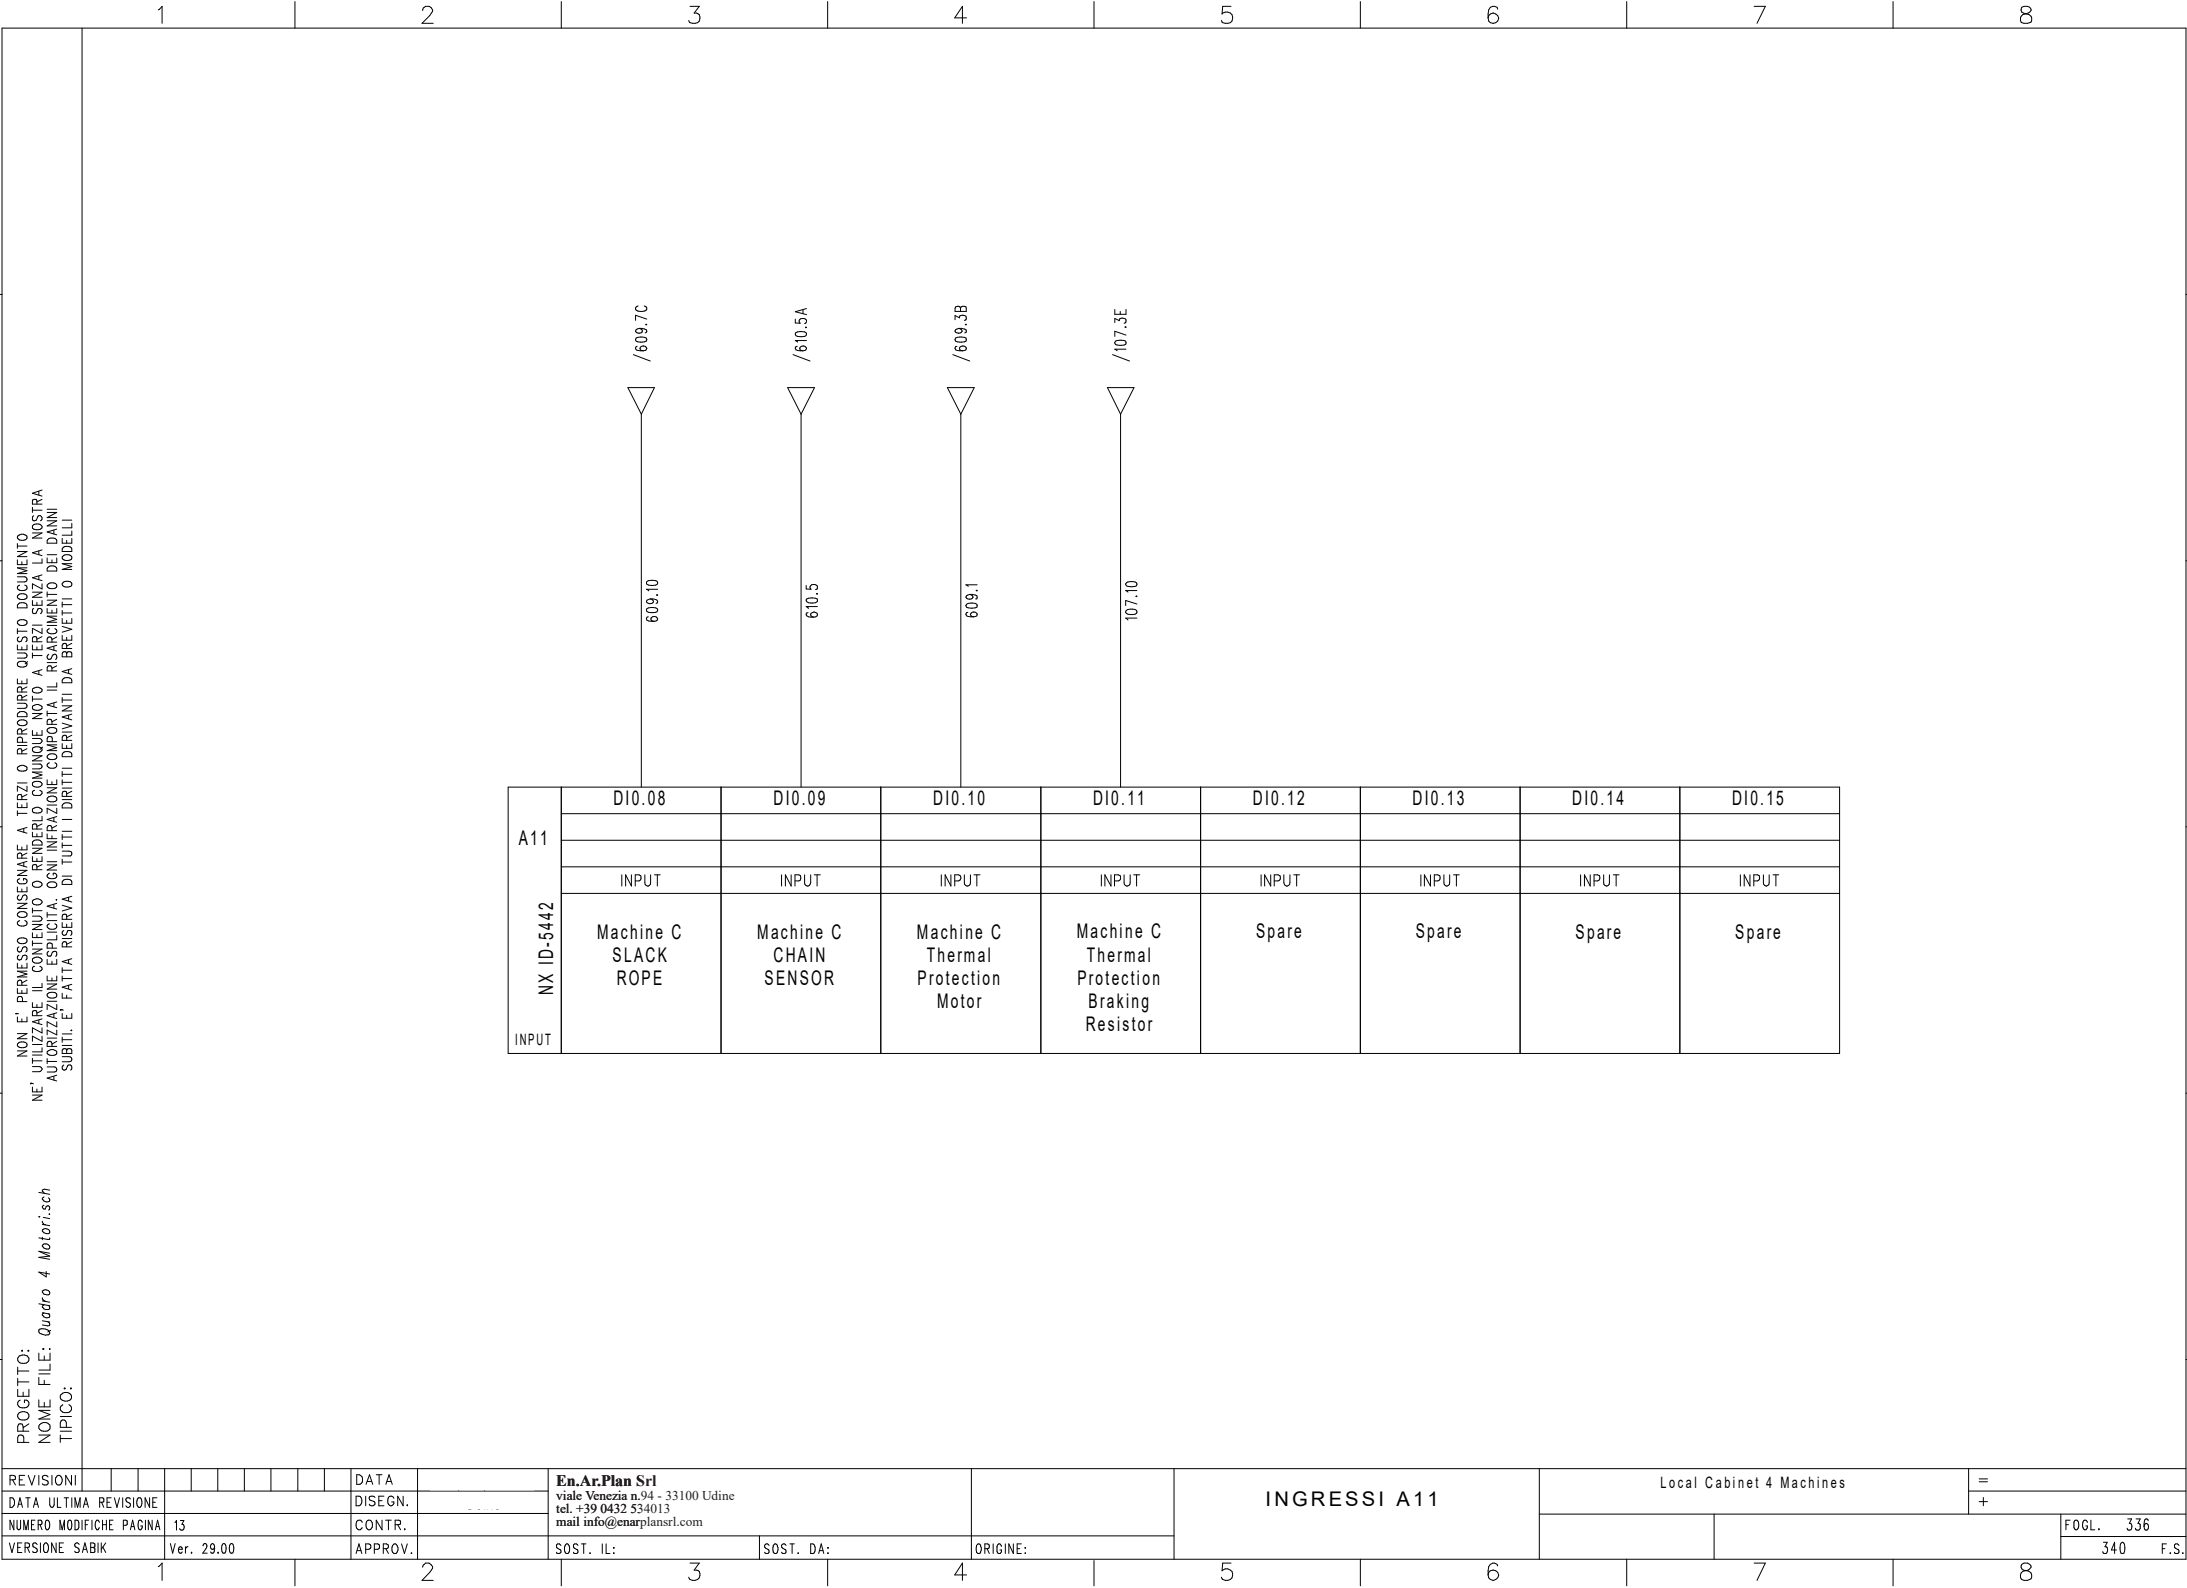 1 2 3 4 5 6 7 8
NON E' PERMESSO CONSEGNARE A TERZI O RIPRODURRE QUESTO DOCUMENTO
NE' UTILIZZARE IL CONTENUTO O RENDERLO COMUNQUE NOTO A TERZI SENZA LA NOSTRA
AUTORIZZAZIONE ESPLICITA. OGNI INFRAZIONE COMPORTA IL RISARCIMENTO DEI DANNI
SUBITI. E' FATTA RISERVA DI TUTTI I DIRITTI DERIVANTI DA BREVETTI O MODELLI
PROGETTO:
NOME FILE: Quadro 4 Motori.sch
TIPICO:
/609.7C /610.5A /609.3B /107.3E
609.10 610.5 609.1 107.10
A11
NX ID-5442
INPUT
DI0.08 DI0.09 DI0.10 DI0.11 DI0.12 DI0.13 DI0.14 DI0.15
INPUT INPUT INPUT INPUT INPUT INPUT INPUT INPUT
Machine C
SLACK
ROPE
Machine C
CHAIN
SENSOR
Machine C
Thermal
Protection
Motor
Machine C
Thermal
Protection
Braking
Resistor
Spare
Spare
Spare
Spare
REVISIONI
DATA ULTIMA REVISIONE
NUMERO MODIFICHE PAGINA 13
VERSIONE SABIK Ver. 29.00
DATA
DISEGN.
CONTR.
APPROV.
En.Ar.Plan Srl
viale Venezia n.94 - 33100 Udine
tel. +39 0432 534013
mail info@enarplansrl.com
SOST. IL: SOST. DA: ORIGINE:
INGRESSI A11
Local Cabinet 4 Machines
=
+
FOGL. 336
340 F.S.
1 2 3 4 5 6 7 8